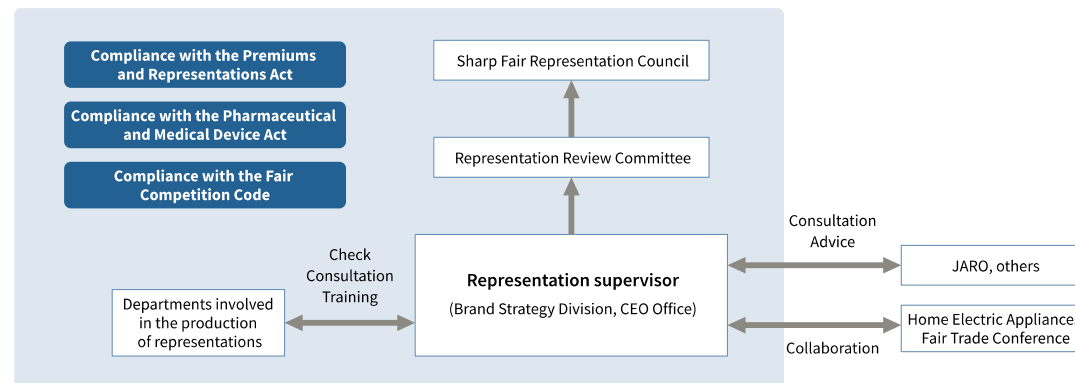 Compliance with the Premiums
and Representations Act
Compliance with the Pharmaceutical
and Medical Device Act
Compliance with the Fair
Competition Code
Sharp Fair Representation Council
Representation Review Committee
Check
Consultation
Training
Departments involved
in the production
of representations
Representation supervisor
(Brand Strategy Division, CEO Office)
Consultation
Advice
JARO, others
Home Electric Appliance
Fair Trade Conference
Collaboration